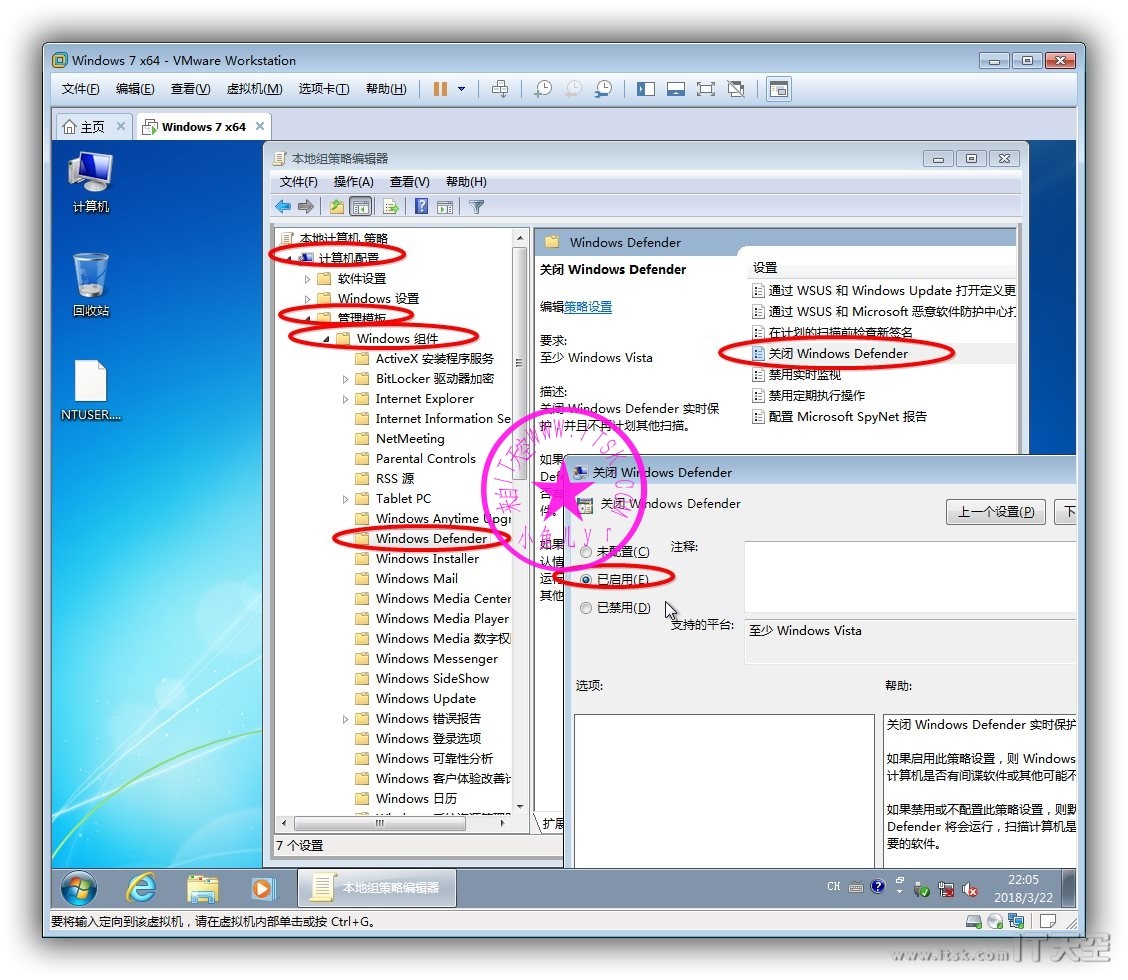 Windows 7 x64 - VMware Workstation
文件(F) 编辑(E) 查看(V) 虚拟机(M) 选项卡(T) 帮助(H)
主页 Windows 7 x64
计算机
回收站
NTUSER....
本地组策略编辑器
文件(F) 操作(A) 查看(V) 帮助(H)
本地计算机 策略
计算机配置
软件设置
Windows 设置
管理模板
Windows 组件
ActiveX 安装程序服务
BitLocker 驱动器加密
Internet Explorer
Internet Information Se
NetMeeting
Parental Controls
RSS 源
Tablet PC
Windows Anytime Upgr
Windows Defender
Windows Installer
Windows Mail
Windows Media Center
Windows Media Player
Windows Media 数字权
Windows Messenger
Windows SideShow
Windows Update
Windows 错误报告
Windows 登录选项
Windows 可靠性分析
Windows 客户体验改善计
Windows 日历
7 个设置
Windows Defender
关闭 Windows Defender
编辑策略设置
要求:
至少 Windows Vista
描述:
关闭 Windows Defender 实时保
护，并且不再计划其他扫描。
如果
Def
件。
如果
认情
运行
其他
扩展
设置
通过 WSUS 和 Windows Update 打开定义更
通过 WSUS 和 Microsoft 恶意软件防护中心打
在计划的扫描前检查新签名
关闭 Windows Defender
禁用实时监视
禁用定期执行操作
配置 Microsoft SpyNet 报告
关闭 Windows Defender
关闭 Windows Defender
上一个设置(P) 下
未配置(C) 注释:
已启用(E)
已禁用(D)
支持的平台: 至少 Windows Vista
选项: 帮助:
关闭 Windows Defender 实时保护
如果启用此策略设置，则 Windows
计算机是否有间谍软件或其他可能不
如果禁用或不配置此策略设置，则默
Defender 将会运行，扫描计算机是
要的软件。
来自IT天空WWW.ITSK.COM
小鱼儿yr
本地组策略编辑器
CH
22:05
2018/3/22
要将输入定向到该虚拟机，请在虚拟机内部单击或按 Ctrl+G。
www.itsk.com IT天空